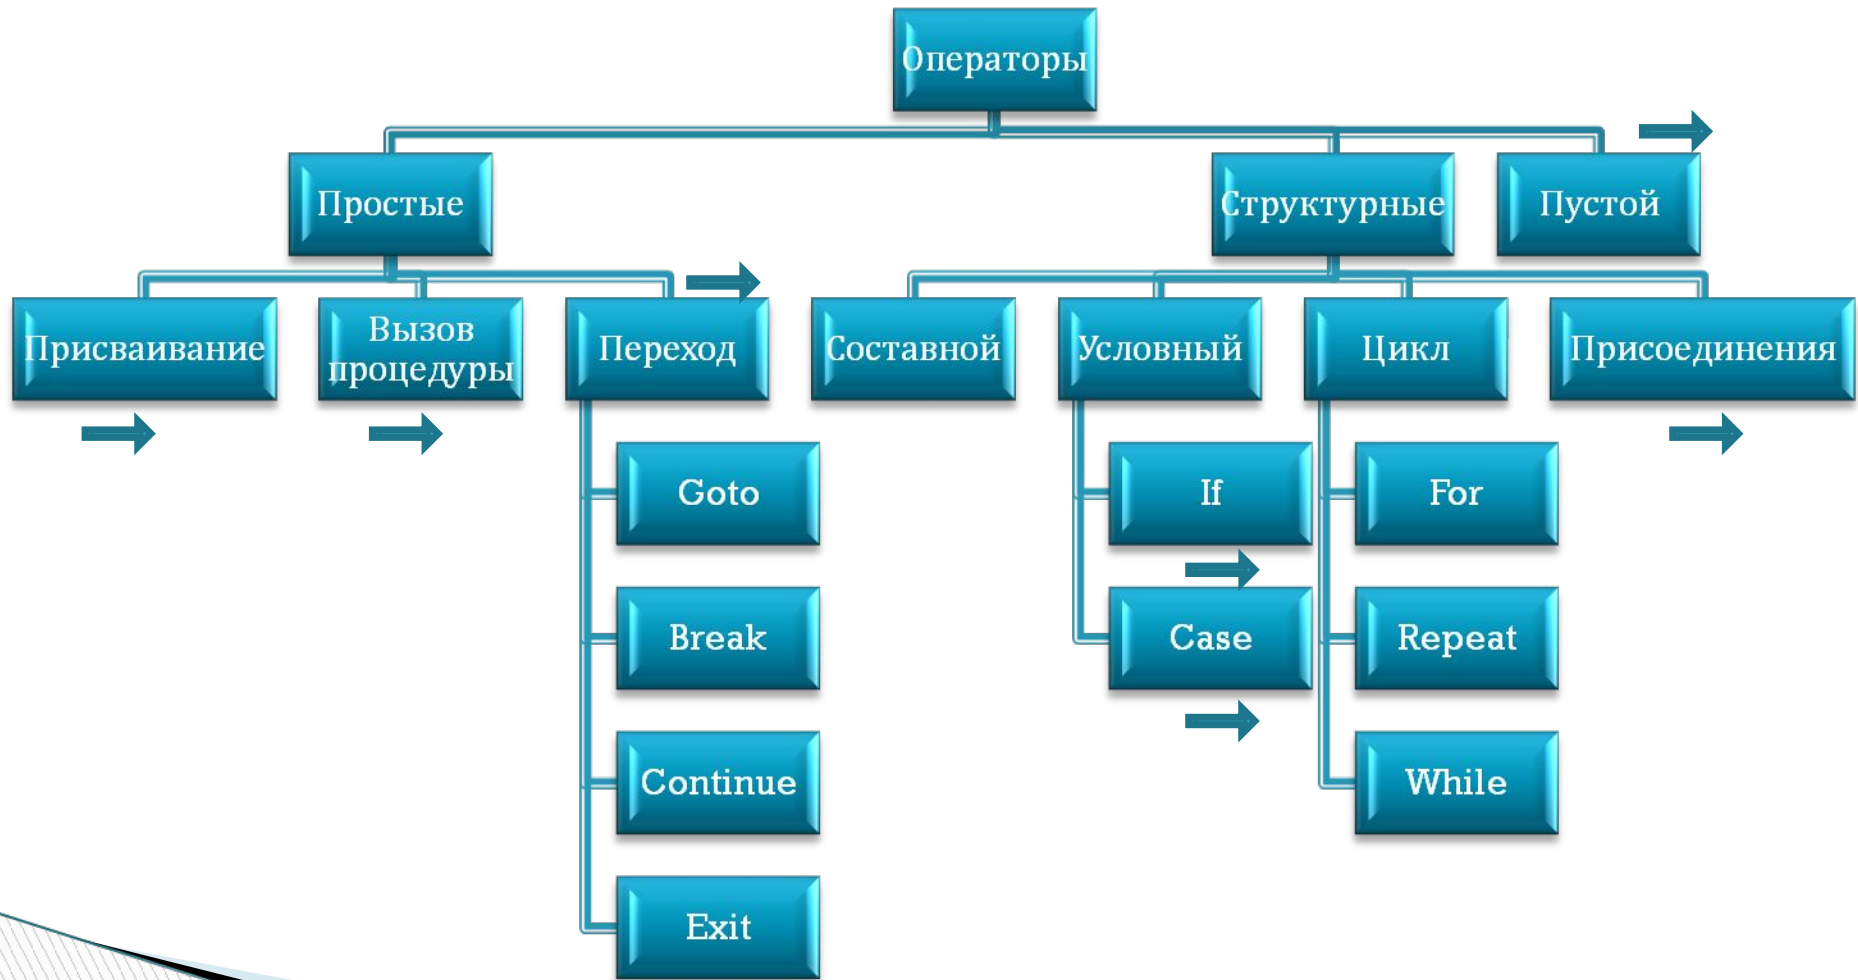 Операторы
Простые
Структурные
Пустой
Присваивание
Вызов
процедуры
Переход
Составной
Условный
Цикл
Присоединения
Goto
If
For
Break
Case
Repeat
Continue
While
Exit